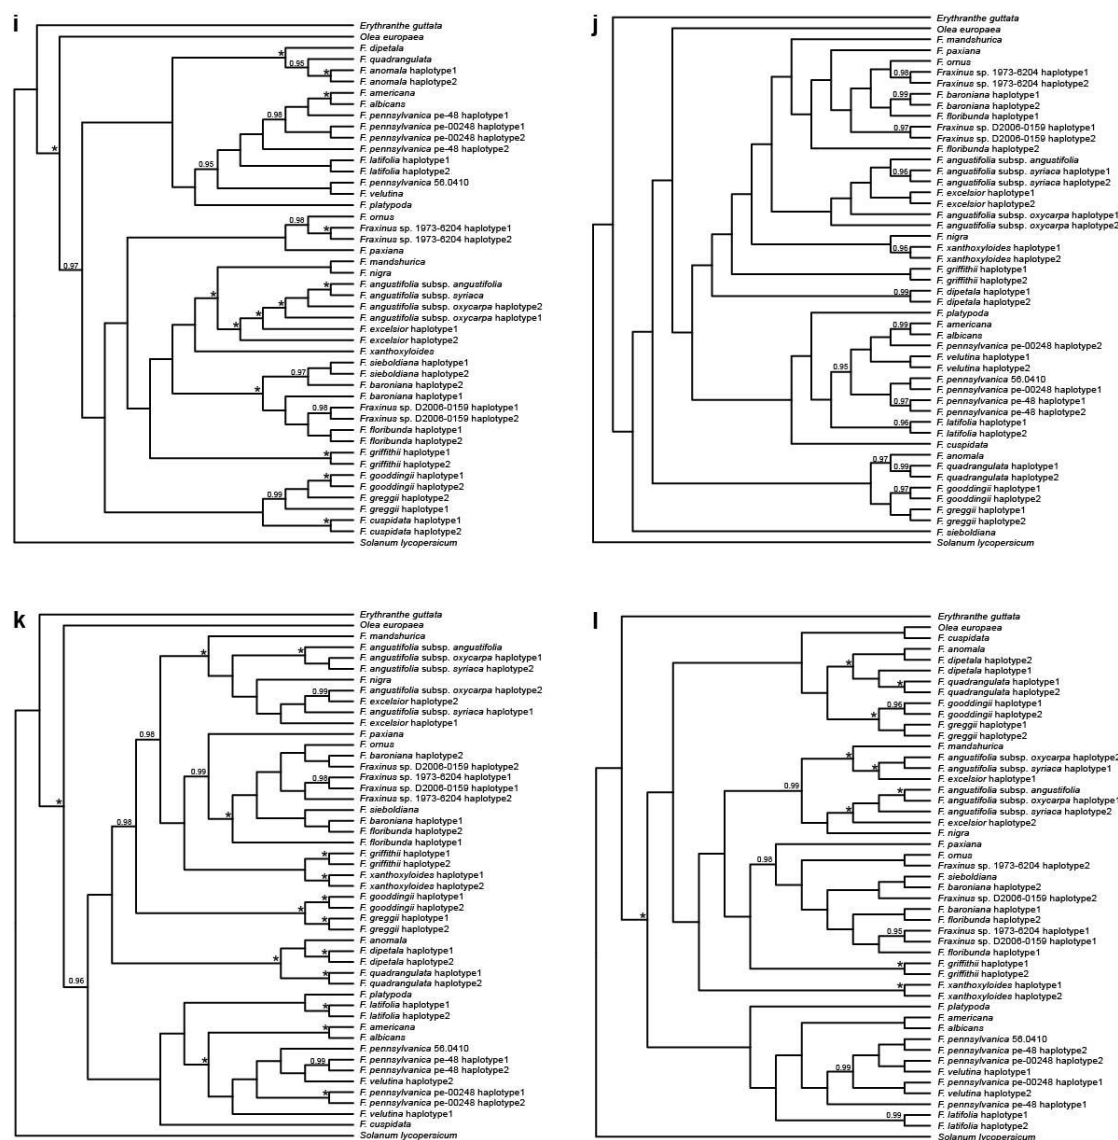 i
Erythranthe guttata
Olea europaea
F. dipetala
F. quadrangulata
0.95
F. anomala haplotype1
*
F. anomala haplotype2
F. americana
*
F. albicans
0.98
F. pennsylvanica pe-48 haplotype1
F. pennsylvanica pe-00248 haplotype1
F. pennsylvanica pe-00248 haplotype2
F. pennsylvanica pe-48 haplotype2
F. latifolia haplotype1
0.95
F. latifolia haplotype2
F. pennsylvanica 56.0410
F. velutina
F. platypoda
F. ornus
0.98
Fraxinus sp. 1973-6204 haplotype1
*
Fraxinus sp. 1973-6204 haplotype2
F. paxiana
F. mandshurica
0.97
F. nigra
F. angustifolia subsp. angustifolia
*
F. angustifolia subsp. syriaca
F. angustifolia subsp. oxycarpa haplotype2
F. angustifolia subsp. oxycarpa haplotype1
F. excelsior haplotype1
F. excelsior haplotype2
F. xanthoxyloides
F. sieboldiana haplotype1
0.97
F. sieboldiana haplotype2
F. baroniana haplotype2
F. baroniana haplotype1
0.98
Fraxinus sp. D2006-0159 haplotype1
Fraxinus sp. D2006-0159 haplotype2
F. floribunda haplotype1
F. floribunda haplotype2
F. griffithii haplotype1
*
F. griffithii haplotype2
F. gooddingii haplotype1
*
F. gooddingii haplotype2
0.99
F. greggii haplotype2
F. greggii haplotype1
F. cuspidata haplotype1
*
F. cuspidata haplotype2
Solanum lycopersicum
j
Erythranthe guttata
Olea europaea
F. mandshurica
F. paxiana
F. ornus
0.98
Fraxinus sp. 1973-6204 haplotype1
Fraxinus sp. 1973-6204 haplotype2
0.99
F. baroniana haplotype1
F. baroniana haplotype2
F. floribunda haplotype1
0.97
Fraxinus sp. D2006-0159 haplotype1
Fraxinus sp. D2006-0159 haplotype2
F. floribunda haplotype2
F. angustifolia subsp. angustifolia
0.96
F. angustifolia subsp. syriaca haplotype1
F. angustifolia subsp. syriaca haplotype2
F. excelsior haplotype1
F. excelsior haplotype2
F. angustifolia subsp. oxycarpa haplotype1
F. angustifolia subsp. oxycarpa haplotype2
F. nigra
0.96
F. xanthoxyloides haplotype1
F. xanthoxyloides haplotype2
F. griffithii haplotype1
F. griffithii haplotype2
0.99
F. dipetala haplotype1
F. dipetala haplotype2
F. platypoda
0.99
F. americana
F. albicans
F. pennsylvanica pe-00248 haplotype2
F. velutina haplotype1
0.95
F. velutina haplotype2
F. pennsylvanica 56.0410
F. pennsylvanica pe-00248 haplotype1
0.97
F. pennsylvanica pe-48 haplotype1
F. pennsylvanica pe-48 haplotype2
0.96
F. latifolia haplotype1
F. latifolia haplotype2
F. cuspidata
0.97
F. anomala
0.99
F. quadrangulata haplotype1
F. quadrangulata haplotype2
0.97
F. gooddingii haplotype1
F. gooddingii haplotype2
F. greggii haplotype1
F. greggii haplotype2
F. sieboldiana
Solanum lycopersicum
k
Erythranthe guttata
Olea europaea
F. mandshurica
F. angustifolia subsp. angustifolia
*
F. angustifolia subsp. oxycarpa haplotype1
F. angustifolia subsp. syriaca haplotype2
F. nigra
0.99
F. angustifolia subsp. oxycarpa haplotype2
F. excelsior haplotype2
F. angustifolia subsp. syriaca haplotype1
F. excelsior haplotype1
0.98
F. paxiana
F. ornus
F. baroniana haplotype2
Fraxinus sp. D2006-0159 haplotype2
0.99
0.98
Fraxinus sp. 1973-6204 haplotype1
Fraxinus sp. D2006-0159 haplotype1
Fraxinus sp. 1973-6204 haplotype2
F. sieboldiana
F. baroniana haplotype1
0.98
F. floribunda haplotype2
F. floribunda haplotype1
F. griffithii haplotype1
*
F. griffithii haplotype2
F. xanthoxyloides haplotype1
*
F. xanthoxyloides haplotype2
F. gooddingii haplotype1
*
F. gooddingii haplotype2
F. greggii haplotype1
*
F. greggii haplotype2
F. anomala
F. dipetala haplotype1
*
F. dipetala haplotype2
F. quadrangulata haplotype1
*
F. quadrangulata haplotype2
0.96
F. platypoda
F. latifolia haplotype1
*
F. latifolia haplotype2
F. americana
*
F. albicans
F. pennsylvanica 56.0410
0.99
F. pennsylvanica pe-48 haplotype1
F. pennsylvanica pe-48 haplotype2
F. velutina haplotype2
F. pennsylvanica pe-00248 haplotype1
*
F. pennsylvanica pe-00248 haplotype2
F. velutina haplotype1
F. cuspidata
Solanum lycopersicum
l
Erythranthe guttata
Olea europaea
F. cuspidata
F. anomala
*
F. dipetala haplotype2
F. dipetala haplotype1
F. quadrangulata haplotype1
*
F. quadrangulata haplotype2
0.96
F. gooddingii haplotype1
F. gooddingii haplotype2
F. greggii haplotype1
F. greggii haplotype2
F. mandshurica
F. angustifolia subsp. oxycarpa haplotype2
F. angustifolia subsp. syriaca haplotype1
F. excelsior haplotype1
0.99
F. angustifolia subsp. angustifolia
*
F. angustifolia subsp. oxycarpa haplotype1
F. angustifolia subsp. syriaca haplotype2
F. excelsior haplotype2
F. nigra
F. paxiana
0.98
F. ornus
Fraxinus sp. 1973-6204 haplotype2
F. sieboldiana
F. baroniana haplotype2
Fraxinus sp. D2006-0159 haplotype2
F. baroniana haplotype1
F. floribunda haplotype2
0.95
Fraxinus sp. 1973-6204 haplotype1
Fraxinus sp. D2006-0159 haplotype1
F. floribunda haplotype1
F. griffithii haplotype1
*
F. griffithii haplotype2
F. xanthoxyloides haplotype1
*
F. xanthoxyloides haplotype2
F. platypoda
F. americana
F. albicans
F. pennsylvanica 56.0410
F. pennsylvanica pe-48 haplotype2
F. pennsylvanica pe-00248 haplotype2
0.99
F. velutina haplotype1
F. pennsylvanica pe-00248 haplotype1
F. velutina haplotype2
F. pennsylvanica pe-48 haplotype1
0.99
F. latifolia haplotype1
F. latifolia haplotype2
Solanum lycopersicum